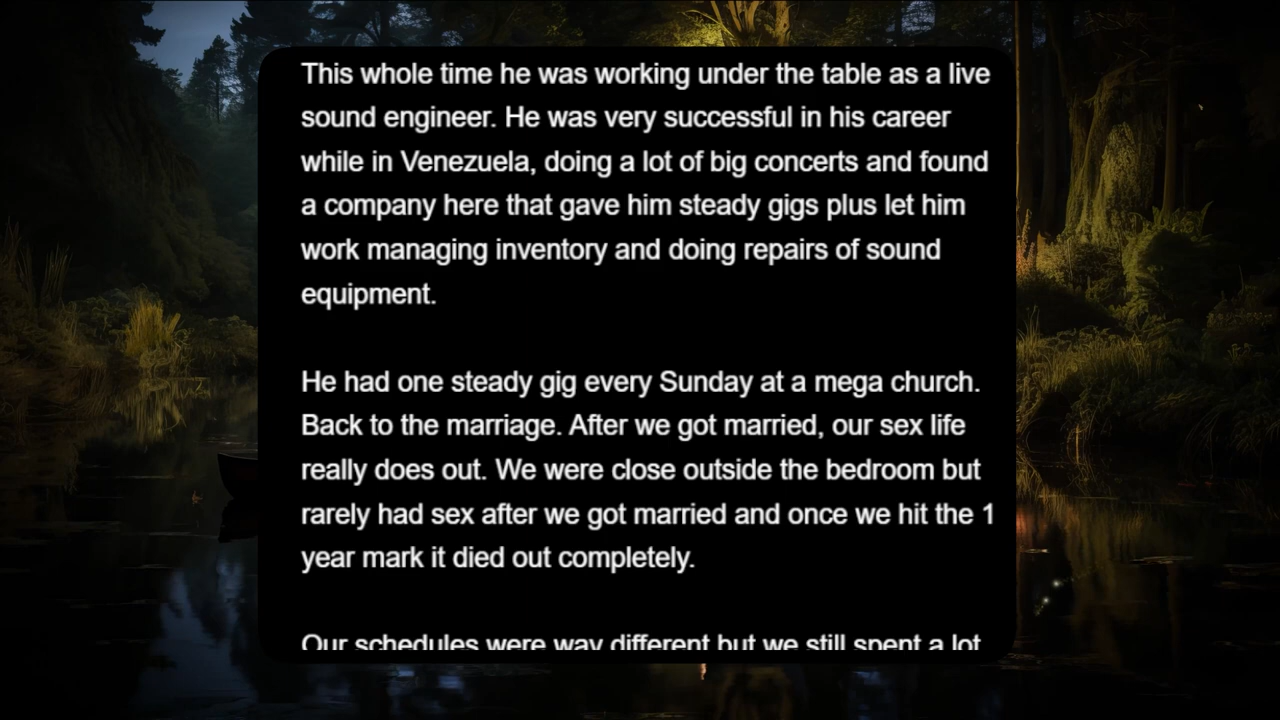 This whole time he was working under the table as a live
sound engineer. He was very successful in his career
while in Venezuela, doing a lot of big concerts and found
a company here that gave him steady gigs plus let him
work managing inventory and doing repairs of sound
equipment.
He had one steady gig every Sunday at a mega church.
Back to the marriage. After we got married, our sex life
really does out. We were close outside the bedroom but
rarely had sex after we got married and once we hit the 1
year mark it died out completely.
Our schedules were way different but we still spent a lot